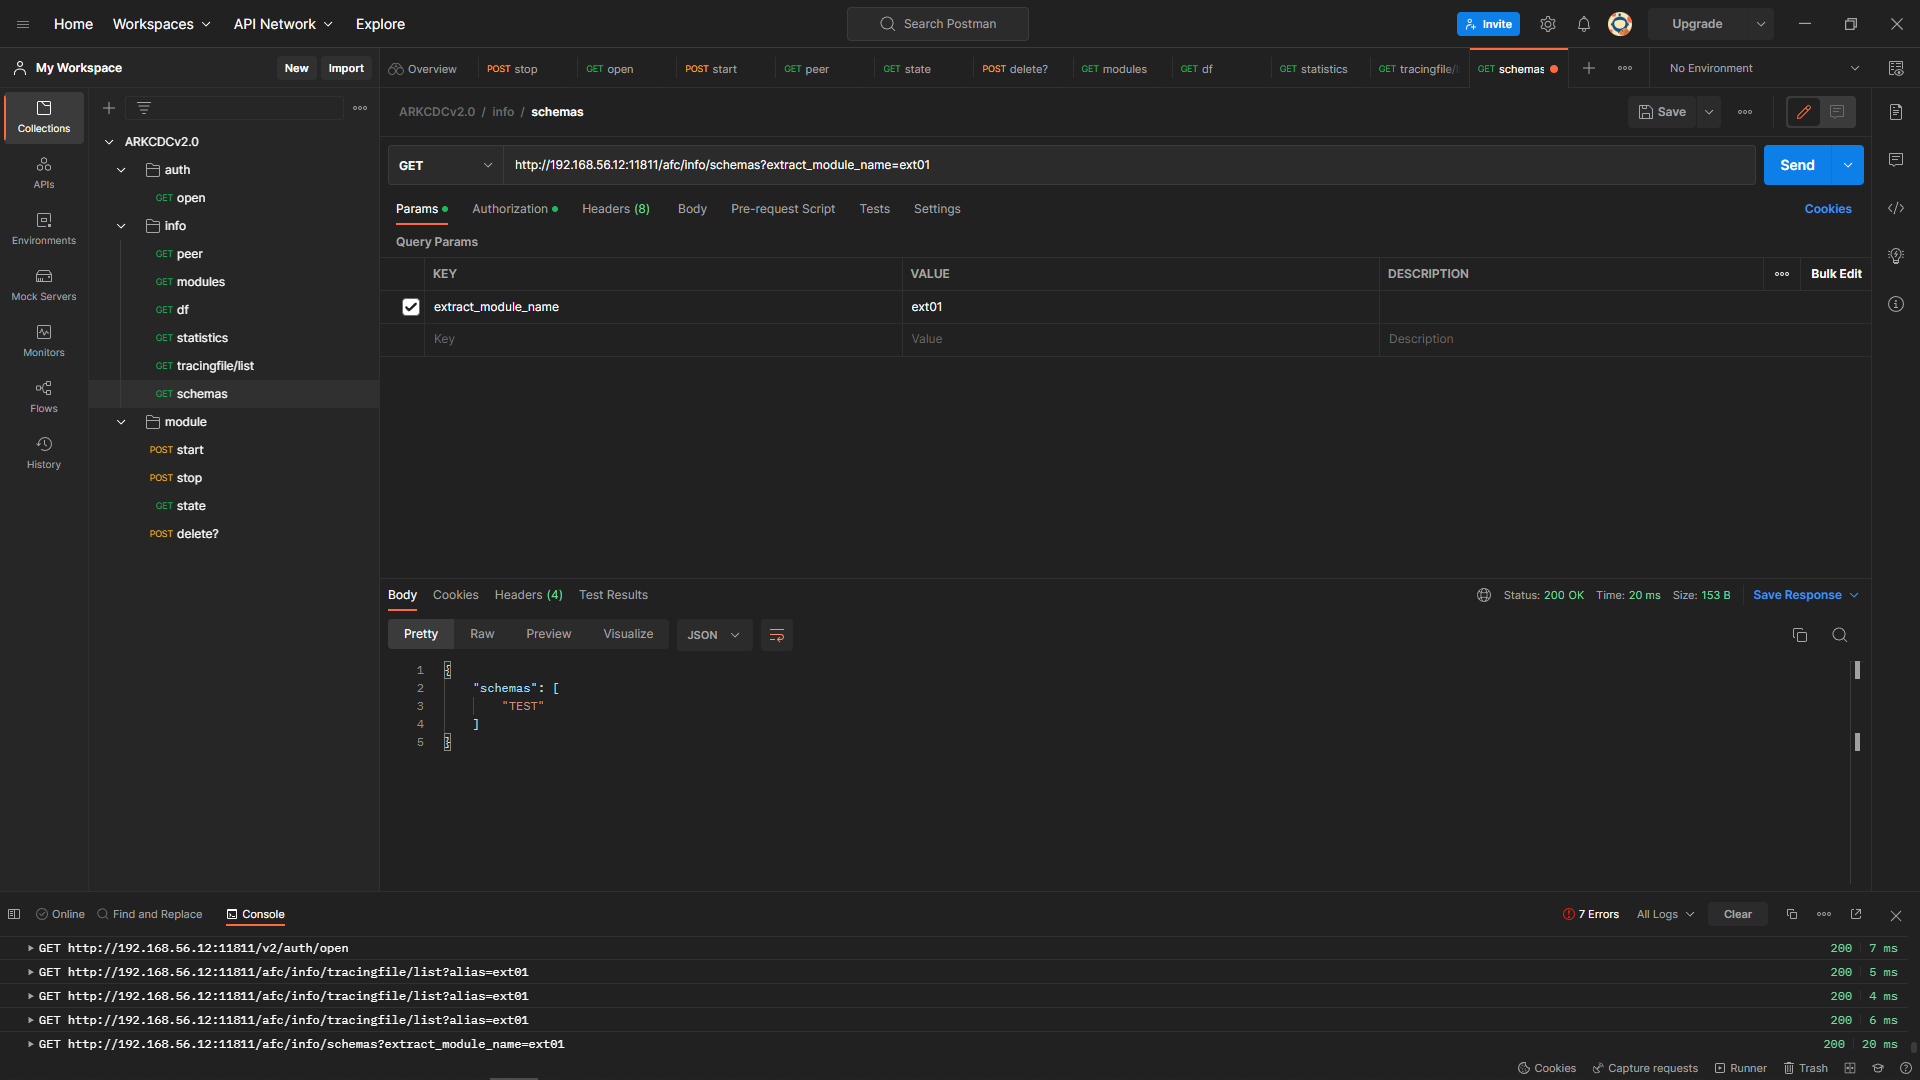 Home Workspaces API Network Explore Search Postman Invite Upgrade
My Workspace New Import Overview POST stop GET open POST start GET peer GET state POST delete? GET modules GET df GET statistics GET tracingfile/ GET schemas No Environment
Collections
APIs
Environments
Mock Servers
Monitors
Flows
History
ARKCDCv2.0
auth
GET open
info
GET peer
GET modules
GET df
GET statistics
GET tracingfile/list
GET schemas
module
POST start
POST stop
GET state
POST delete?
ARKCDCv2.0 / info / schemas Save
GET http://192.168.56.12:11811/afc/info/schemas?extract_module_name=ext01 Send
Params Authorization Headers (8) Body Pre-request Script Tests Settings Cookies
Query Params
KEY VALUE DESCRIPTION Bulk Edit
extract_module_name ext01
Key Value Description
Body Cookies Headers (4) Test Results Status: 200 OK Time: 20 ms Size: 153 B Save Response
Pretty Raw Preview Visualize JSON
1 {
2 "schemas": [
3 "TEST"
4 ]
5 }
Online Find and Replace Console 7 Errors All Logs Clear
GET http://192.168.56.12:11811/v2/auth/open 200 7 ms
GET http://192.168.56.12:11811/afc/info/tracingfile/list?alias=ext01 200 5 ms
GET http://192.168.56.12:11811/afc/info/tracingfile/list?alias=ext01 200 4 ms
GET http://192.168.56.12:11811/afc/info/tracingfile/list?alias=ext01 200 6 ms
GET http://192.168.56.12:11811/afc/info/schemas?extract_module_name=ext01 200 20 ms
Cookies Capture requests Runner Trash